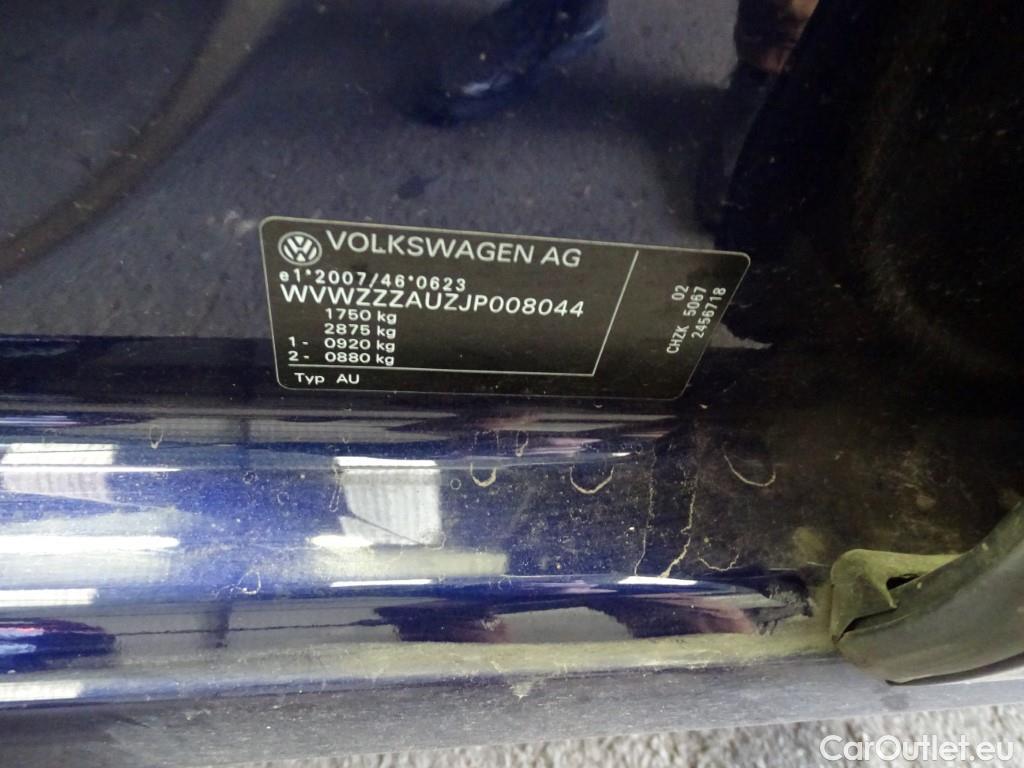 VOLKSWAGEN AG
e1*2007/46*0623
WVWZZZAUZJP008044
1750 kg
2875 kg
1 - 0920 kg
2 - 0880 kg
Typ AU
02
CHZK 5067
2456718
CarOutlet.eu